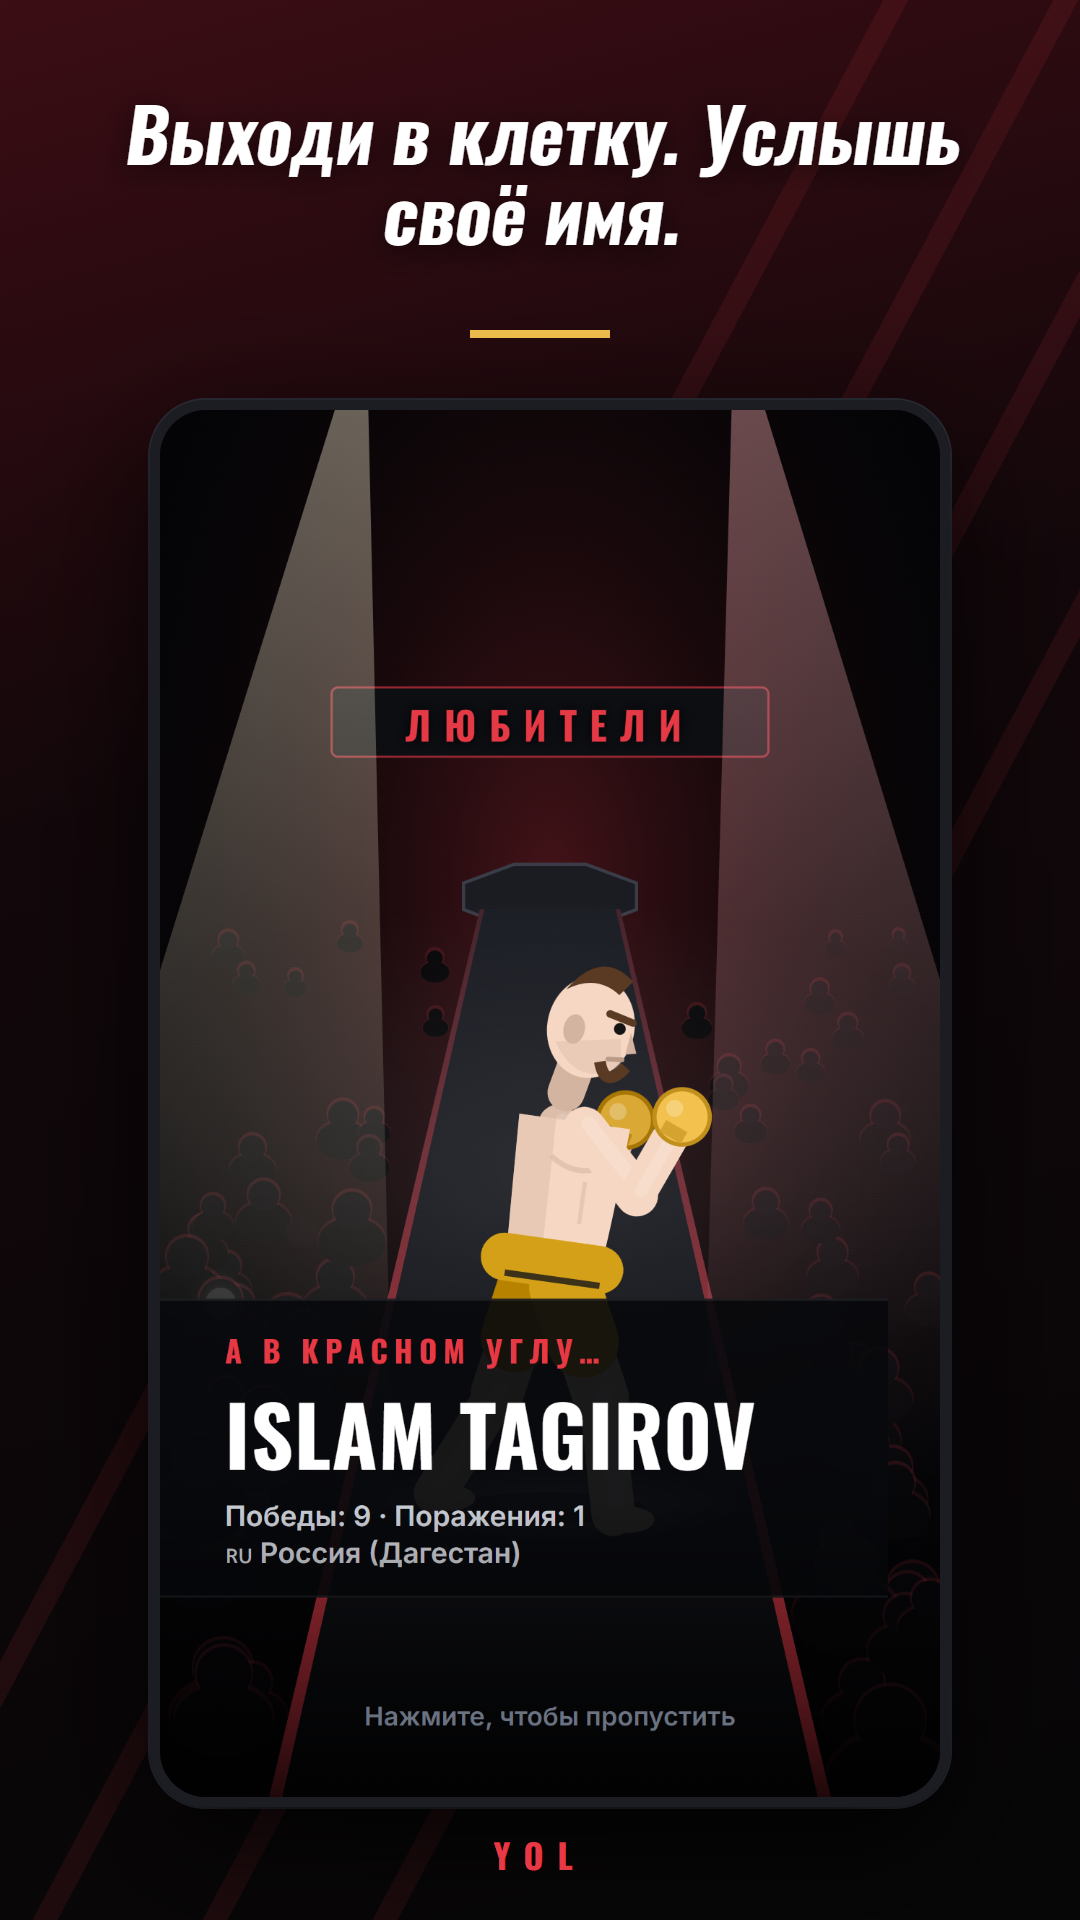 Выходи в клетку. Услышь
своё имя.
ЛЮБИТЕЛИ
А В КРАСНОМ УГЛУ…
ISLAM TAGIROV
Победы: 9 · Поражения: 1
RU Россия (Дагестан)
Нажмите, чтобы пропустить
YOL